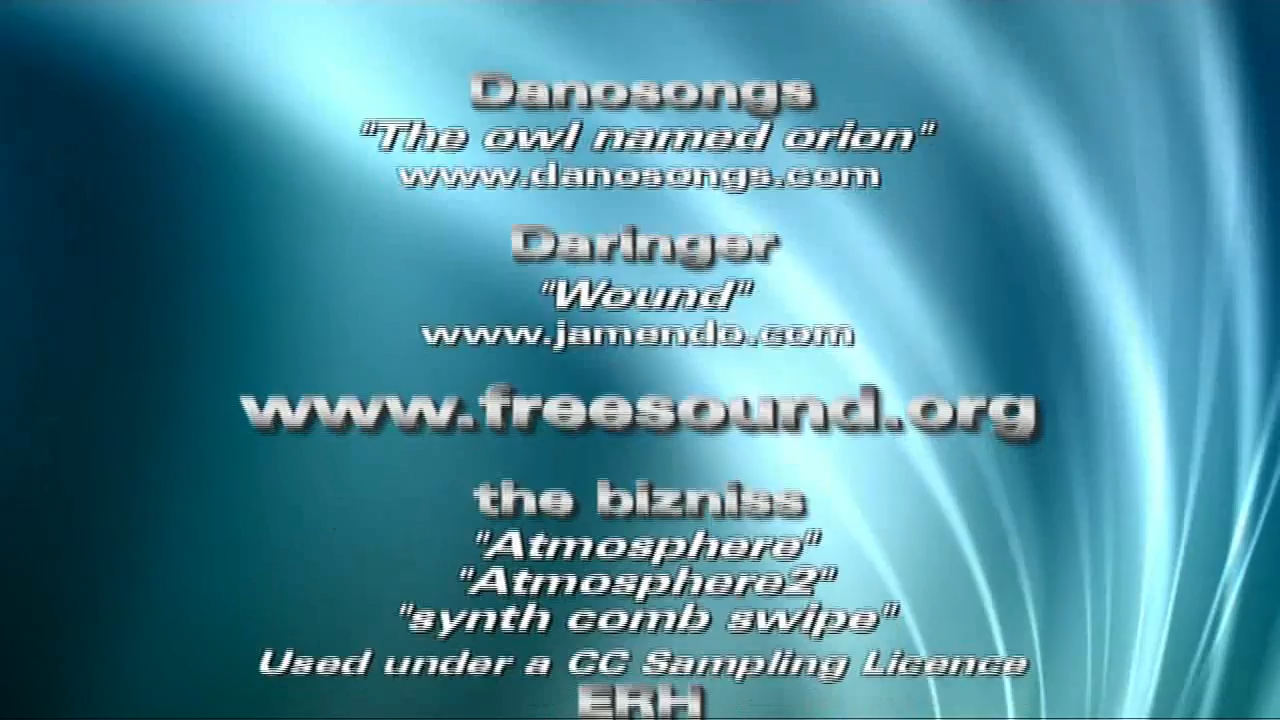 Danosongs
"The owl named orion"
www.danosongs.com
Daringer
"Wound"
www.jamendo.com
www.freesound.org
the bizniss
"Atmosphere"
"Atmosphere2"
"synth comb swipe"
Used under a CC Sampling Licence
ERH